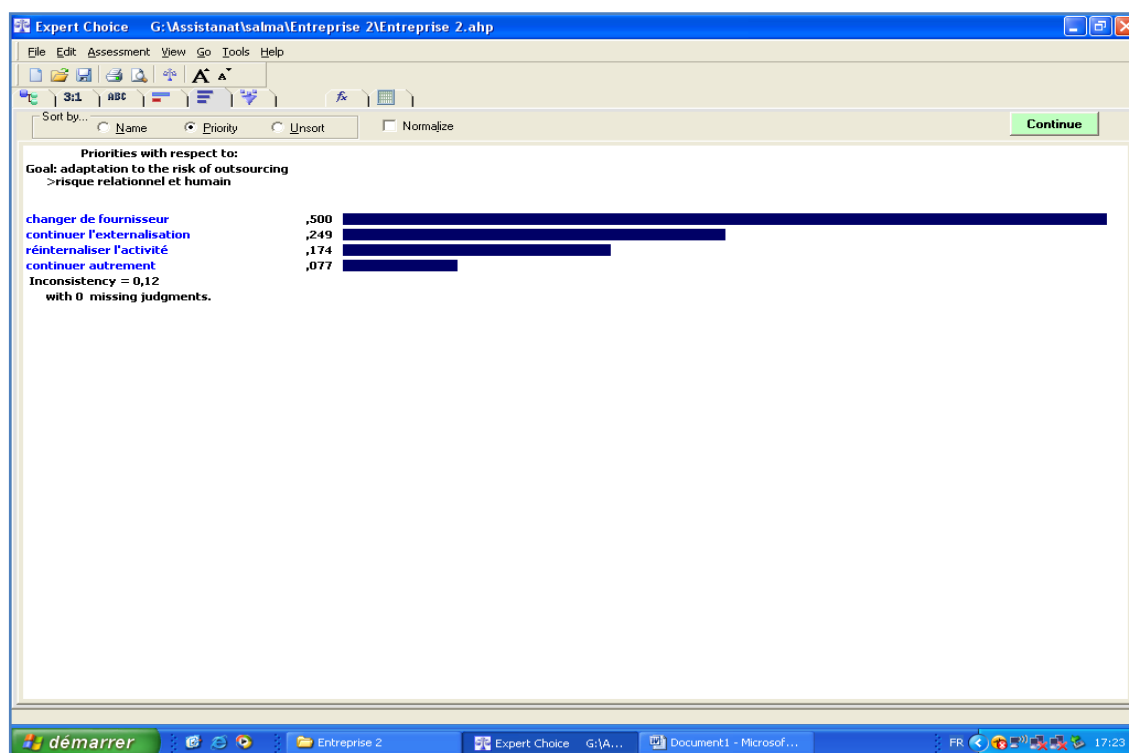 Expert Choice G:\Assistanat\salma\Entreprise 2\Entreprise 2.ahp
File Edit Assessment View Go Tools Help
A A
3:1 ABC fx
Sort by... Name Priority Unsort Normalize Continue
Priorities with respect to:
Goal: adaptation to the risk of outsourcing
>risque relationnel et humain
changer de fournisseur ,500
continuer l'externalisation ,249
réinternaliser l'activité ,174
continuer autrement ,077
Inconsistency = 0,12
with 0 missing judgments.
démarrer Entreprise 2 Expert Choice G:\A... Document1 - Microsof... FR 17:23